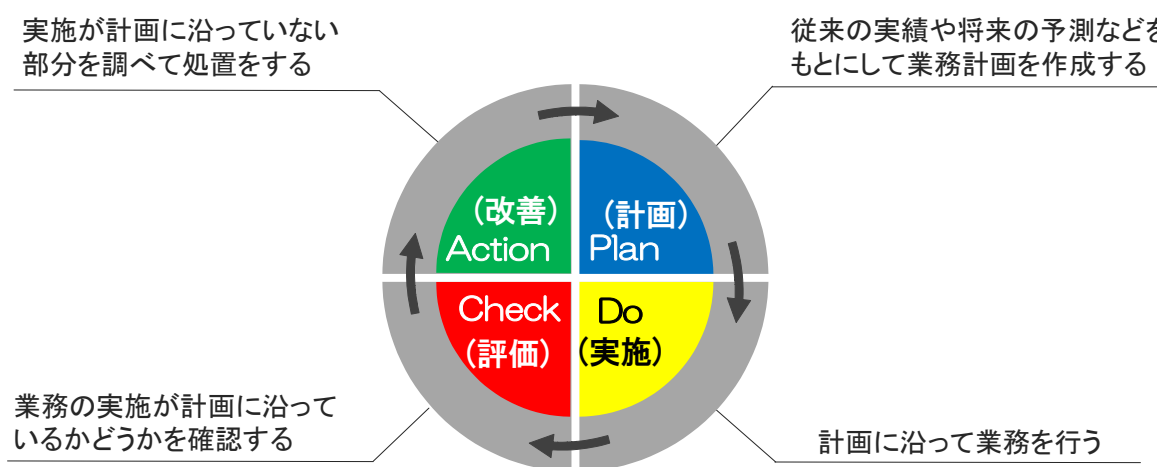 実施が計画に沿っていない
部分を調べて処置をする
従来の実績や将来の予測などを
もとにして業務計画を作成する
(改善)
Action
(計画)
Plan
Check
(評価)
Do
(実施)
業務の実施が計画に沿って
いるかどうかを確認する
計画に沿って業務を行う